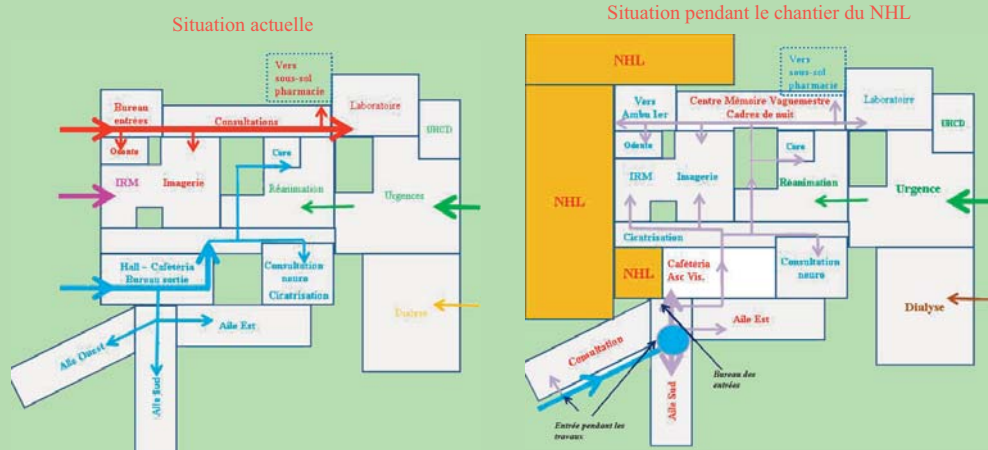 Situation actuelle
Vers
sous-sol
pharmacie
Bureau
entrées
Consultations
Laboratoire
URCD
Odonto
Coro
IRM
Imagerie
Réanimation
Urgences
Hall – Cafétéria
Bureau sortie
Consultation
neuro
Cicatrisation
Dialyse
Aile Est
Aile Ouest
Aile Sud
Situation pendant le chantier du NHL
NHL
Vers
sous-sol
pharmacie
Vers
Ambu 1er
Centre Mémoire Vaguemestre
Cadres de nuit
Laboratoire
URCD
Odonto
Coro
NHL
IRM
Imagerie
Réanimation
Urgence
Cicatrisation
NHL
Cafétéria
Asc Vis.
Consultation
neuro
Dialyse
Aile Est
Consultation
Aile Sud
Bureau des
entrées
Entrée pendant les
travaux